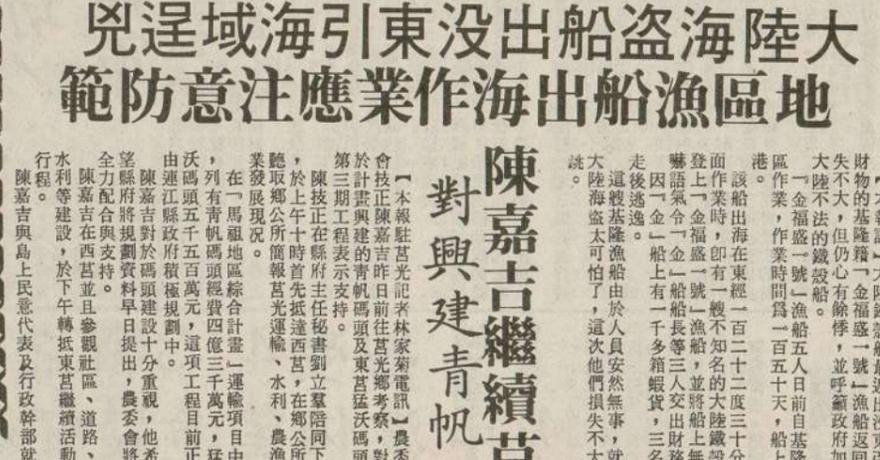 大陸海盗船出没東引海域逞兇
地區漁船出海作業應注意防範
財物的基隆籍「金福盛一號」漁船返回
失不大，但仍心有餘悸，並呼籲政府加
大陸不法的鐵殼船。
「金福盛一號」漁船五人日前自基隆
區作業，作業時間爲一百五十天，船上
港。
該船出海在東經一百二十二度三十分
面作業時，卽有一艘不知名的大陸鐵殼
登上「金福盛一號」漁船，並將船上無
嚇語氣令「金」船船長等三人交出財務
因「金」船上有一千多箱蝦貨，三名
走後逃逸。
這艘基隆漁船由於人員安然無事，就
大陸海盗太可怕了，這次他們損失不大
跳。
陳嘉吉繼續
對興建青帆
【本報駐莒光記者林家菊電訊】農委
會技正陳嘉吉昨日前往莒光鄉考察，對
於計畫興建的青帆碼頭及東莒猛沃碼頭
第三期工程表示支持。
陳技正在縣府主任秘書劉立羣陪同下
，於上午十時首先抵達西莒，在鄉公所
聽取鄉公所簡報莒光運輸、水利、農漁
業發展現況。
在「馬祖地區綜合計畫」運輸項目中
，列有青帆碼頭經費四億三千萬元，猛
沃碼頭五千五百萬元，這項工程目前正
由連江縣政府積極規劃中。
陳嘉吉對於碼頭建設十分重視，他希
望縣府將規劃資料早日提出，農委會將
全力配合與支持。
陳嘉吉在西莒並且參觀社區、道路、
水利等建設，於下午轉抵東莒繼續活動
行程。
陳嘉吉與島上民意代表及行政幹部就